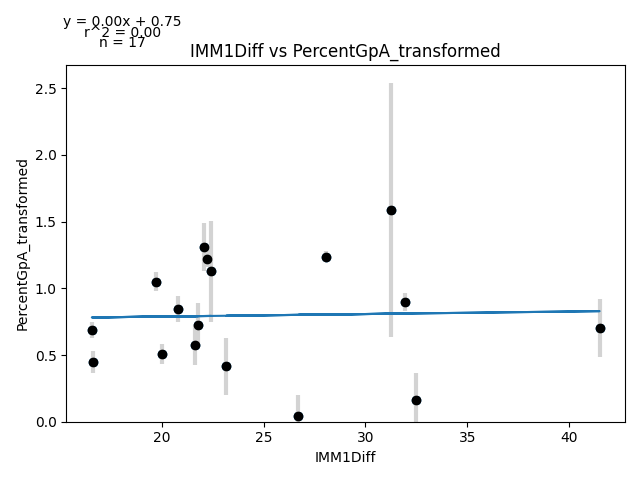 y = 0.00x + 0.75
r^2 = 0.00
n = 17
IMM1Diff vs PercentGpA_transformed
PercentGpA_transformed
2.5
2.0
1.5
1.0
0.5
0.0
20 25 30 35 40
IMM1Diff